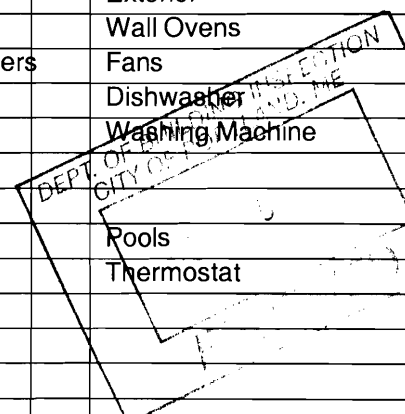 Exterior
Wall Ovens
ers Fans
Dishwasher
Washing Machine
DEPT. OF BUILDING INSPECTION
CITY OF PORTLAND, ME
Pools
Thermostat